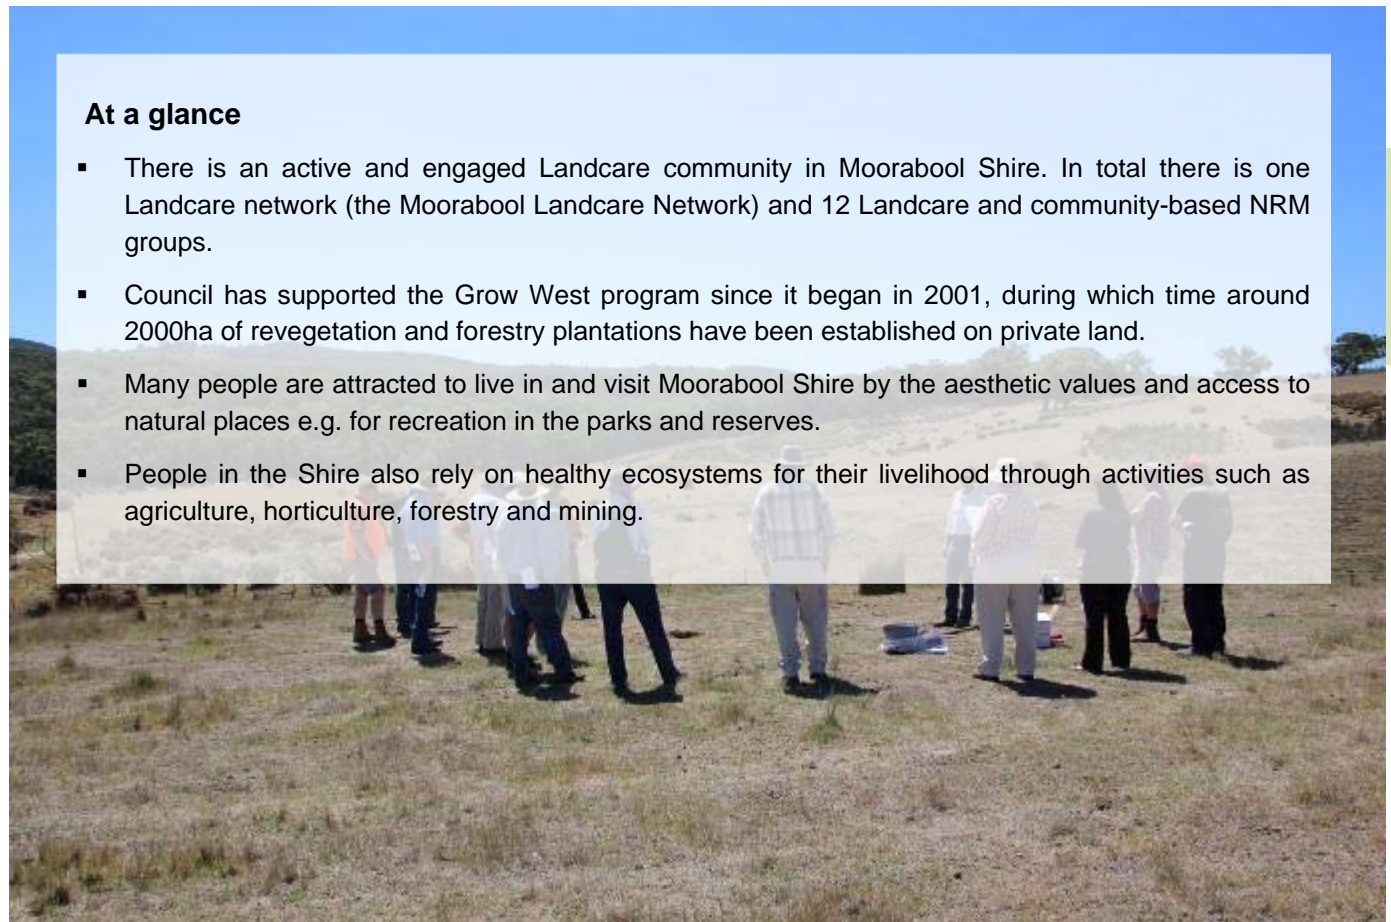 At a glance
▪ There is an active and engaged Landcare community in Moorabool Shire. In total there is one
Landcare network (the Moorabool Landcare Network) and 12 Landcare and community-based NRM
groups.
▪ Council has supported the Grow West program since it began in 2001, during which time around
2000ha of revegetation and forestry plantations have been established on private land.
▪ Many people are attracted to live in and visit Moorabool Shire by the aesthetic values and access to
natural places e.g. for recreation in the parks and reserves.
▪ People in the Shire also rely on healthy ecosystems for their livelihood through activities such as
agriculture, horticulture, forestry and mining.